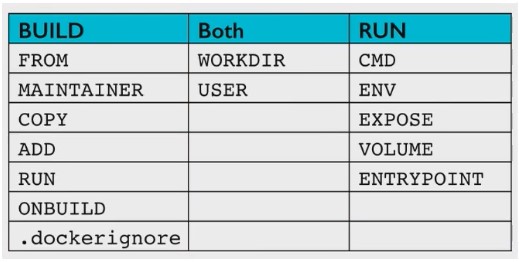 BUILD Both RUN
FROM WORKDIR CMD
MAINTAINER USER ENV
COPY EXPOSE
ADD VOLUME
RUN ENTRYPOINT
ONBUILD
.dockerignore